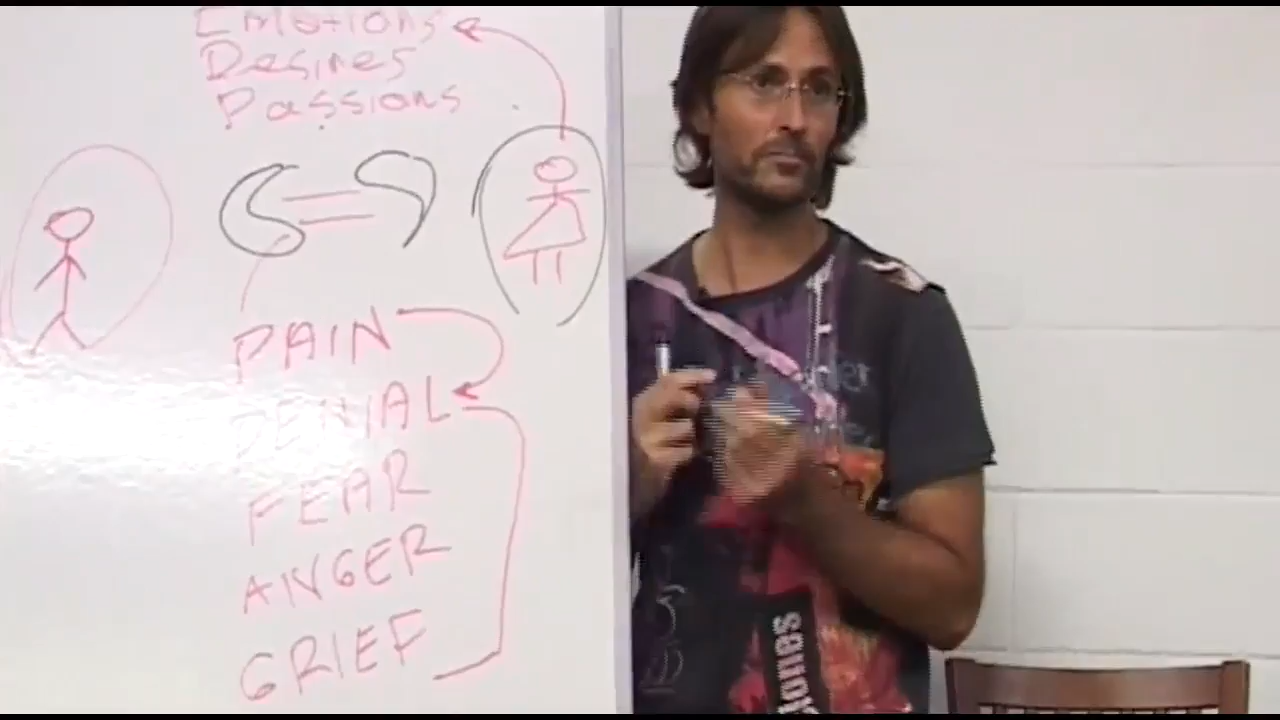 Emotions
Desires
Passions
PAIN
DENIAL
FEAR
ANGER
GRIEF